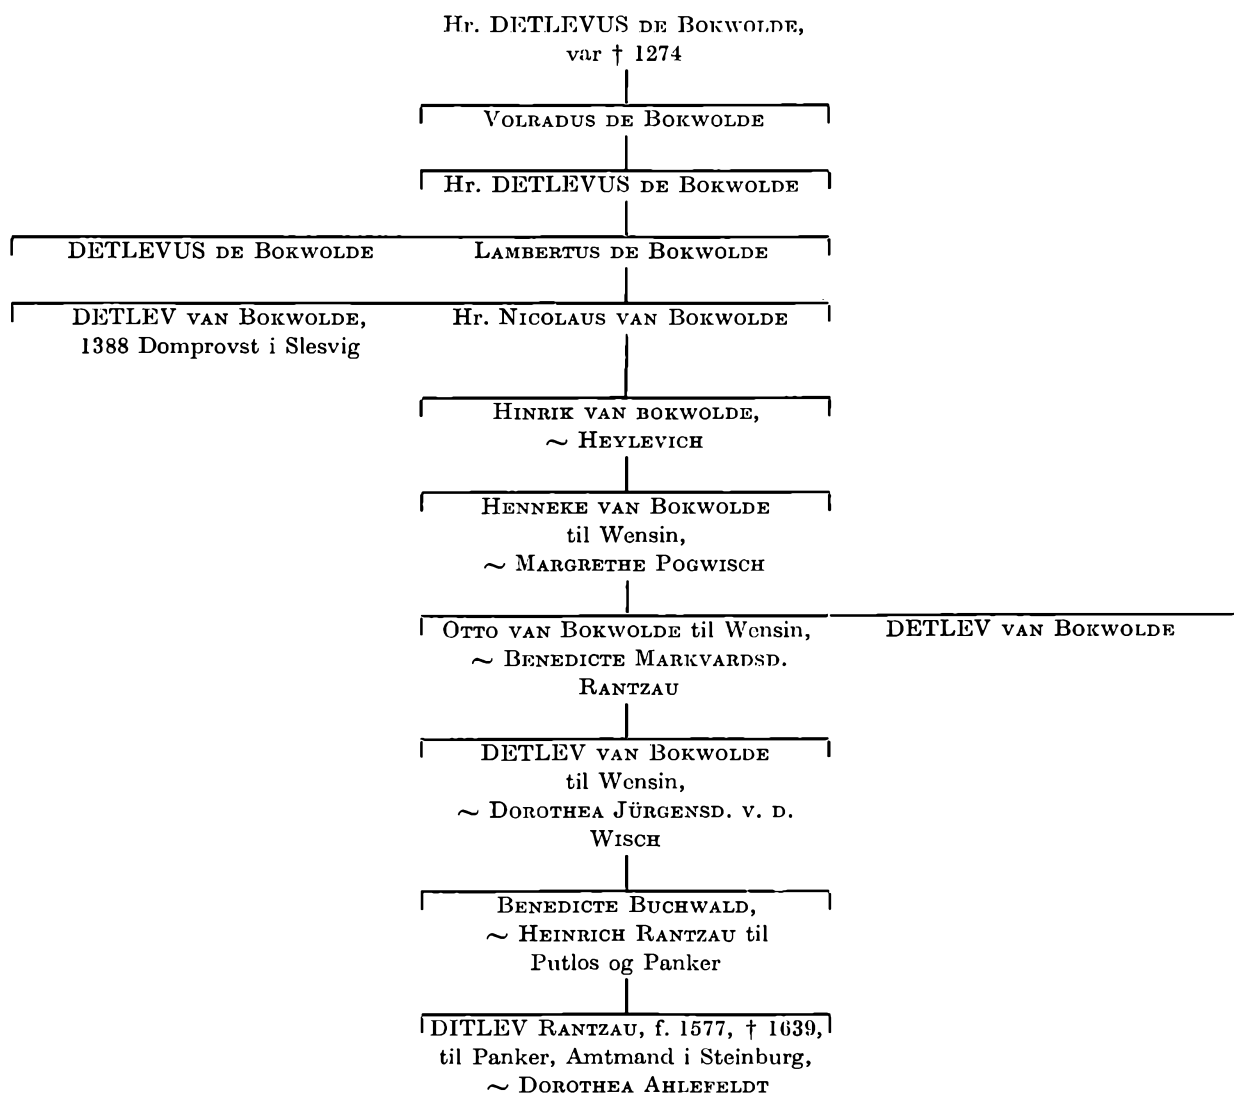 Hr. DETLEVUS DE BOKWOLDE,
var † 1274
VOLRADUS DE BOKWOLDE
Hr. DETLEVUS DE BOKWOLDE
DETLEVUS DE BOKWOLDE
LAMBERTUS DE BOKWOLDE
DETLEV VAN BOKWOLDE,
1388 Domprovst i Slesvig
Hr. NICOLAUS VAN BOKWOLDE
HINRIK VAN BOKWOLDE,
~ HEYLEVICH
HENNEKE VAN BOKWOLDE
til Wensin,
~ MARGRETHE POGWISCH
OTTO VAN BOKWOLDE til Wensin,
~ BENEDICTE MARKVARDSD.
RANTZAU
DETLEV VAN BOKWOLDE
DETLEV VAN BOKWOLDE
til Wensin,
~ DOROTHEA JÜRGENSD. V. D.
WISCH
BENEDICTE BUCHWALD,
~ HEINRICH RANTZAU til
Putlos og Panker
DITLEV RANTZAU, f. 1577, † 1639,
til Panker, Amtmand i Steinburg,
~ DOROTHEA AHLEFELDT